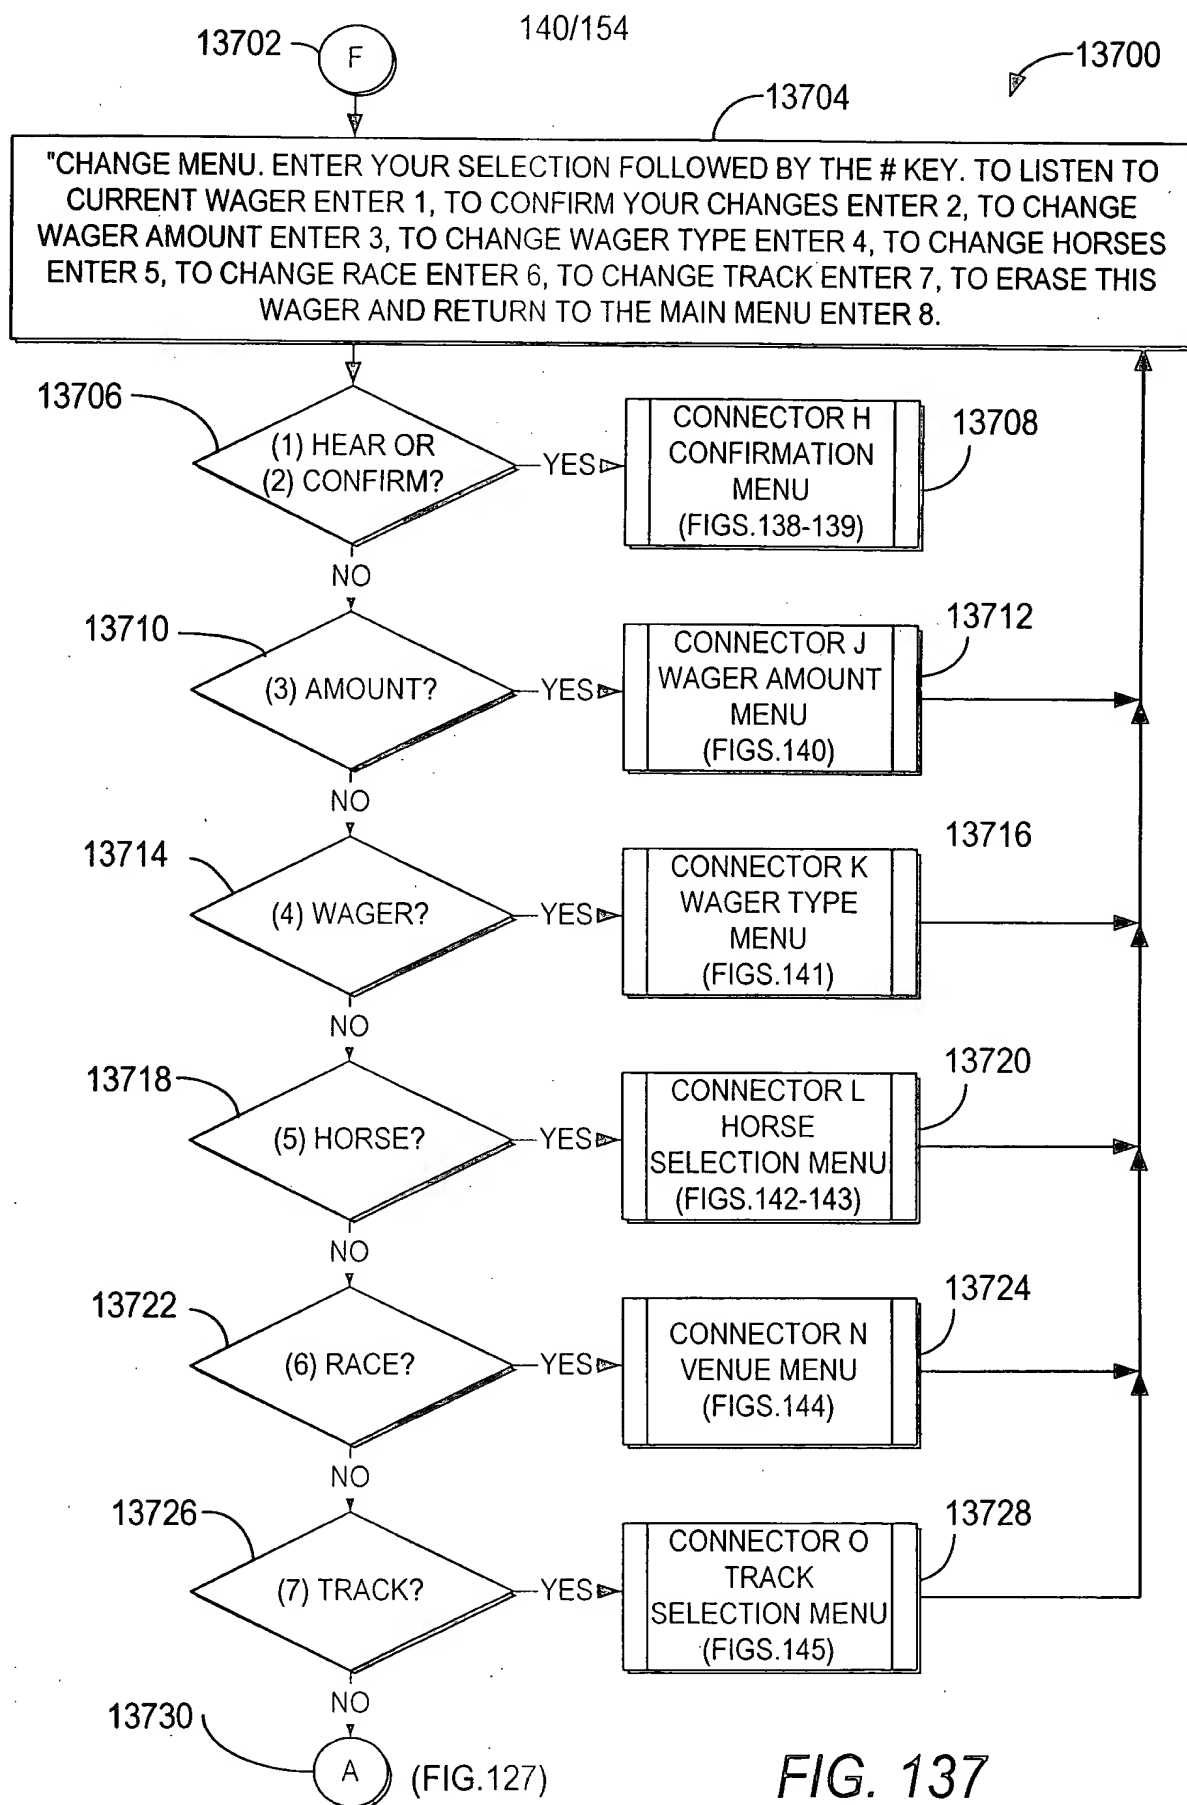 140/154
13702
F
13700
13704
"CHANGE MENU. ENTER YOUR SELECTION FOLLOWED BY THE # KEY. TO LISTEN TO
CURRENT WAGER ENTER 1, TO CONFIRM YOUR CHANGES ENTER 2, TO CHANGE
WAGER AMOUNT ENTER 3, TO CHANGE WAGER TYPE ENTER 4, TO CHANGE HORSES
ENTER 5, TO CHANGE RACE ENTER 6, TO CHANGE TRACK ENTER 7, TO ERASE THIS
WAGER AND RETURN TO THE MAIN MENU ENTER 8.
13706
(1) HEAR OR
(2) CONFIRM?
YES
CONNECTOR H
CONFIRMATION
MENU
(FIGS.138-139)
13708
NO
13710
(3) AMOUNT?
YES
CONNECTOR J
WAGER AMOUNT
MENU
(FIGS.140)
13712
NO
13714
(4) WAGER?
YES
CONNECTOR K
WAGER TYPE
MENU
(FIGS.141)
13716
NO
13718
(5) HORSE?
YES
CONNECTOR L
HORSE
SELECTION MENU
(FIGS.142-143)
13720
NO
13722
(6) RACE?
YES
CONNECTOR N
VENUE MENU
(FIGS.144)
13724
NO
13726
(7) TRACK?
YES
CONNECTOR O
TRACK
SELECTION MENU
(FIGS.145)
13728
NO
13730
A
(FIG.127)
FIG. 137